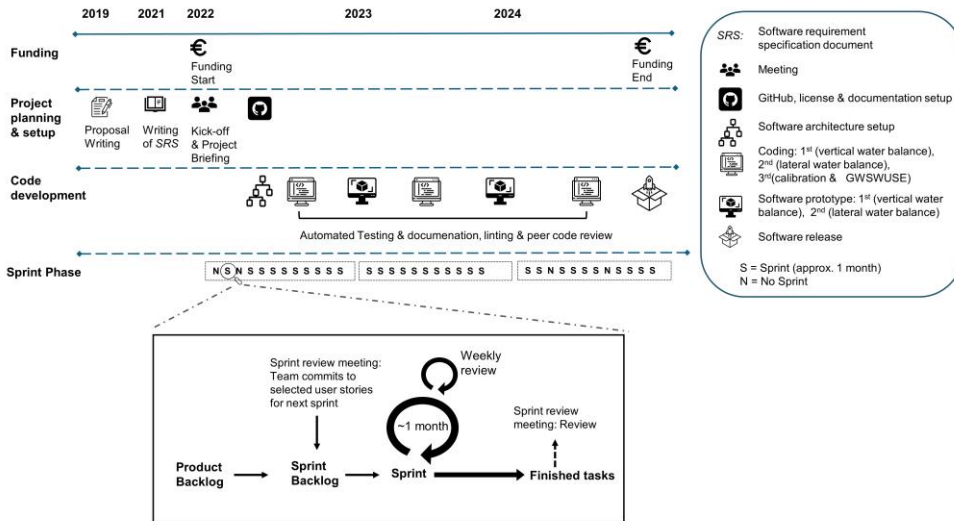 2019 2021 2022 2023 2024
Funding
Funding
Start
Funding
End
Project
planning
& setup
Proposal
Writing
Writing
of SRS
Kick-off
& Project
Briefing
Code
development
Automated Testing & documenation, linting & peer code review
Sprint Phase
N S N S S S S S S S S S
S S S S S S S S S S S
S S N S S S S N S S S S
SRS: Software requirement
specification document
Meeting
GitHub, license & documentation setup
Software architecture setup
Coding: 1st (vertical water balance),
2nd (lateral water balance),
3rd(calibration & GWSWUSE)
Software prototype: 1st (vertical water
balance), 2nd (lateral water balance)
Software release
S = Sprint (approx. 1 month)
N = No Sprint
Sprint review meeting:
Team commits to
selected user stories
for next sprint
Weekly
review
~1 month
Sprint review
meeting: Review
Product
Backlog
Sprint
Backlog
Sprint
Finished tasks